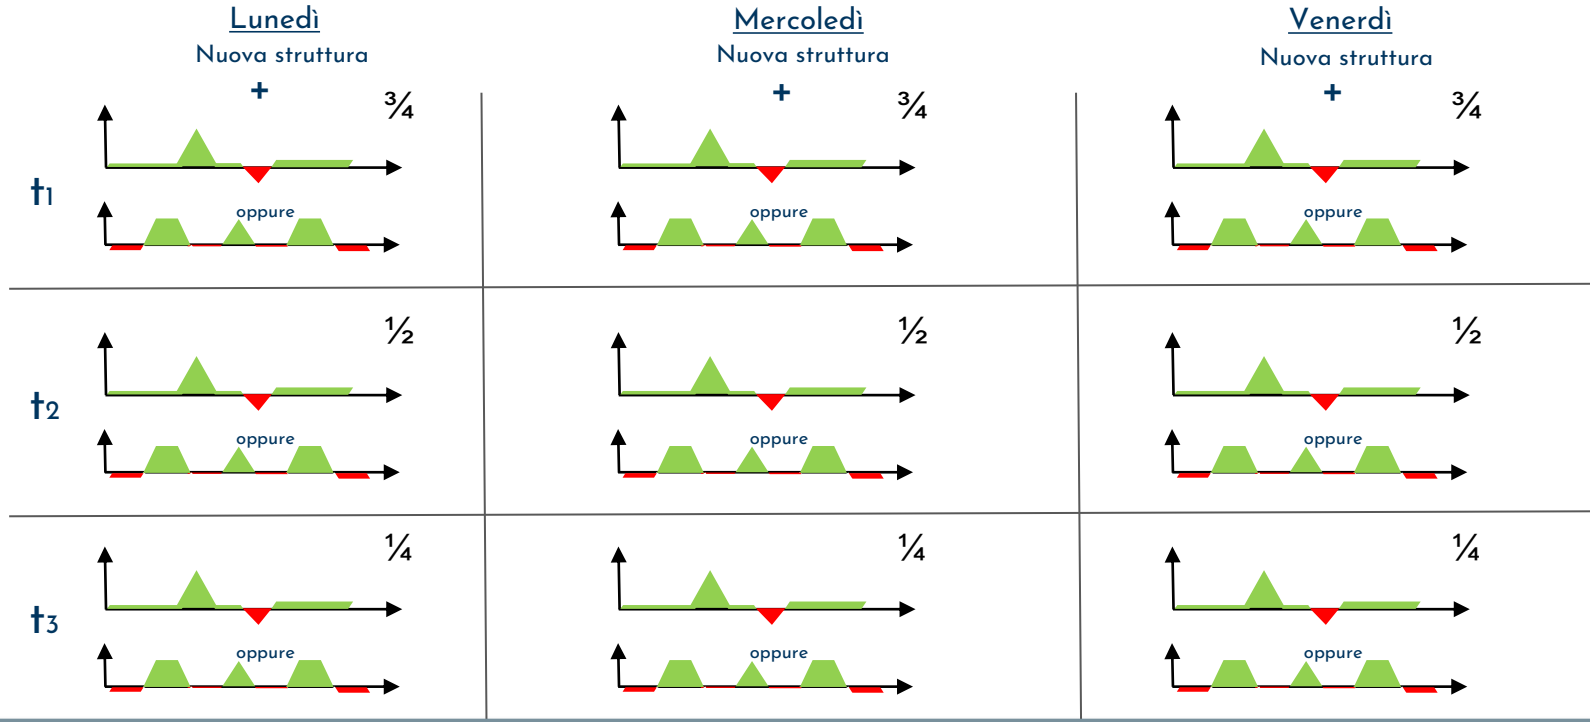 Lunedì
Mercoledì
Venerdì
Nuova struttura
Nuova struttura
Nuova struttura
+
+
+
¾
¾
¾
t1
oppure
oppure
oppure
½
½
½
t2
oppure
oppure
oppure
¼
¼
¼
t3
oppure
oppure
oppure